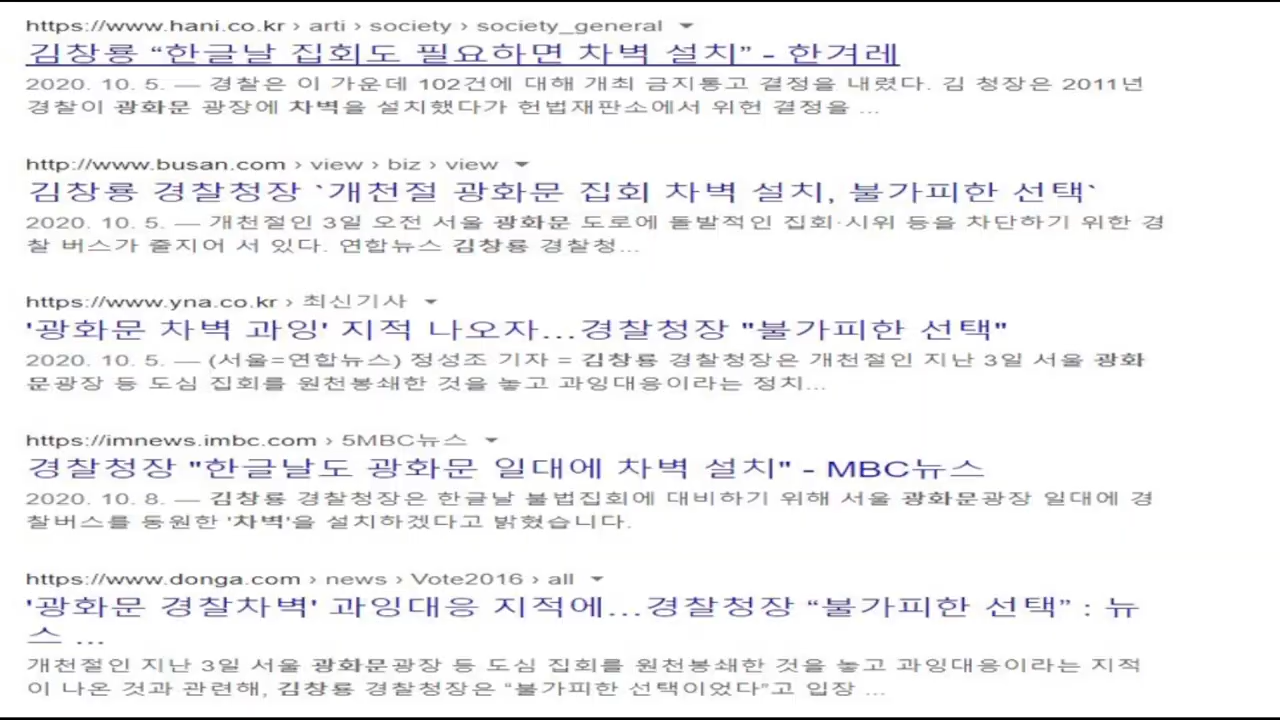 https://www.hani.co.kr › arti › society › society_general
김창룡 “한글날 집회도 필요하면 차벽 설치” - 한겨레
2020. 10. 5. — 경찰은 이 가운데 102건에 대해 개최 금지통고 결정을 내렸다. 김 청장은 2011년
경찰이 광화문 광장에 차벽을 설치했다가 헌법재판소에서 위헌 결정을 ...
http://www.busan.com › view › biz › view
김창룡 경찰청장 `개천절 광화문 집회 차벽 설치, 불가피한 선택`
2020. 10. 5. — 개천절인 3일 오전 서울 광화문 도로에 돌발적인 집회·시위 등을 차단하기 위한 경
찰 버스가 줄지어 서 있다. 연합뉴스 김창룡 경찰청...
https://www.yna.co.kr › 최신기사
'광화문 차벽 과잉' 지적 나오자...경찰청장 "불가피한 선택"
2020. 10. 5. — (서울=연합뉴스) 정성조 기자 = 김창룡 경찰청장은 개천절인 지난 3일 서울 광화
문광장 등 도심 집회를 원천봉쇄한 것을 놓고 과잉대응이라는 정치...
https://imnews.imbc.com › 5MBC뉴스
경찰청장 "한글날도 광화문 일대에 차벽 설치" - MBC뉴스
2020. 10. 8. — 김창룡 경찰청장은 한글날 불법집회에 대비하기 위해 서울 광화문광장 일대에 경
찰버스를 동원한 '차벽'을 설치하겠다고 밝혔습니다.
https://www.donga.com › news › Vote2016 › all
'광화문 경찰차벽' 과잉대응 지적에...경찰청장 “불가피한 선택” : 뉴
스 ...
개천절인 지난 3일 서울 광화문광장 등 도심 집회를 원천봉쇄한 것을 놓고 과잉대응이라는 지적
이 나온 것과 관련해, 김창룡 경찰청장은 “불가피한 선택이었다”고 입장 ...